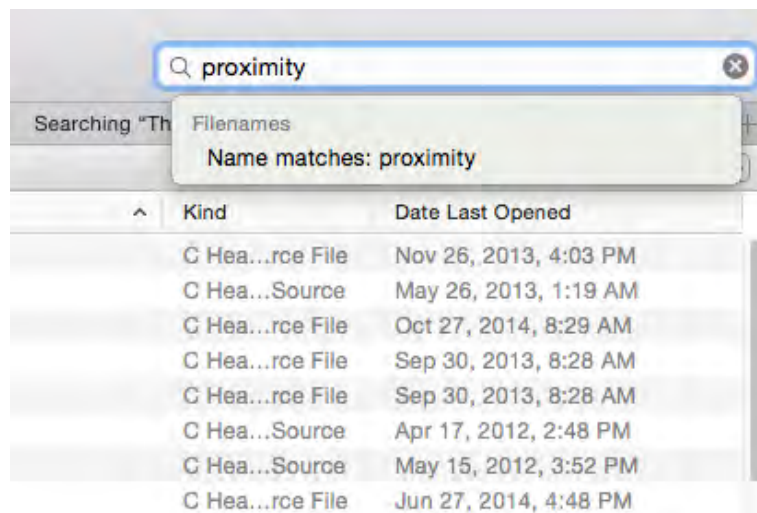 proximity
Searching “Th
Filenames
Name matches: proximity
Kind Date Last Opened
C Hea...rce File Nov 26, 2013, 4:03 PM
C Hea...Source May 26, 2013, 1:19 AM
C Hea...rce File Oct 27, 2014, 8:29 AM
C Hea...rce File Sep 30, 2013, 8:28 AM
C Hea...rce File Sep 30, 2013, 8:28 AM
C Hea...Source Apr 17, 2012, 2:48 PM
C Hea...Source May 15, 2012, 3:52 PM
C Hea...rce File Jun 27, 2014, 4:48 PM